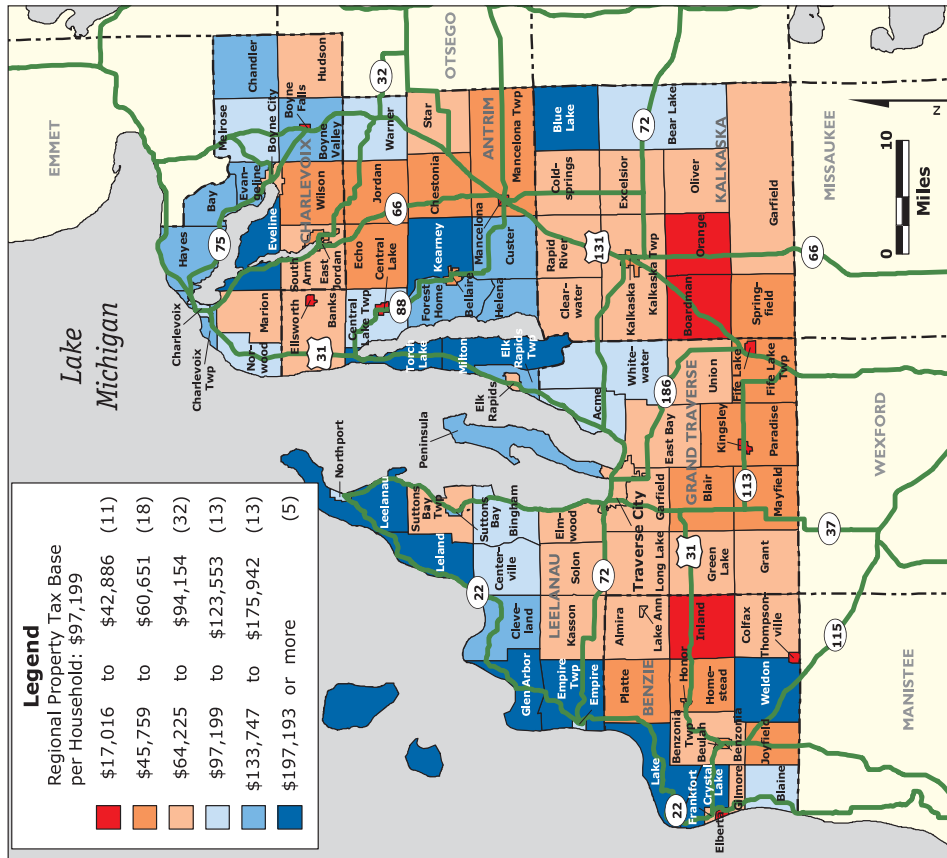 Legend
Regional Property Tax Base
per Household: $97,199
$17,016 to $42,886 (11)
$45,759 to $60,651 (18)
$64,225 to $94,154 (32)
$97,199 to $123,553 (13)
$133,747 to $175,942 (13)
$197,193 or more (5)
Lake
Michigan
EMMET
OTSEGO
CHARLEVOIX
ANTRIM
KALKASKA
MISSAUKEE
WEXFORD
GRAND TRAVERSE
LEELANAU
BENZIE
MANISTEE
Charlevoix
Charlevoix
Twp
Hayes
Bay
75
Melrose
Chandler
Boyne City
Boyne
Falls
Hudson
Evan-
geline
Boyne
Valley
Eveline
Wilson
32
Marion
South
Arm
East
Jordan
Nor-
wood
Ellsworth
Banks
31
Echo
Jordan
Warner
Star
Central
Lake
Central
Lake Twp
88
66
Chestonia
Forest
Home
Kearney
Bellaire
Mancelona
Mancelona Twp
Custer
Helena
Torch
Lake
Milton
Elk
Rapids
Twp
Elk
Rapids
Blue
Lake
Cold-
springs
Rapid
River
Clear-
water
131
Excelsior
72
Bear Lake
Kalkaska
Kalkaska Twp
Oliver
Orange
Boardman
Garfield
Spring-
field
66
White-
water
Acme
186
East Bay
Union
Fife Lake
Fife Lake
Twp
Kingsley
Paradise
113
Blair
Mayfield
Garfield
Traverse City
Long Lake
31
Green
Lake
Grant
37
Peninsula
Northport
Leelanau
Suttons
Bay
Twp
Suttons
Bay
Bingham
Leland
22
Center-
ville
Elm-
wood
Solon
72
Cleve-
land
Kasson
Glen Arbor
Empire
Twp
Empire
Almira
Lake Ann
Inland
Colfax
Thompson-
ville
115
Platte
Honor
Home-
stead
Weldon
Benzonia
Twp
Beulah
Benzonia
Joyfield
Lake
22
Frankfort
Crystal
Lake
Elberta
Gilmore
Blaine
0 10
Miles
N